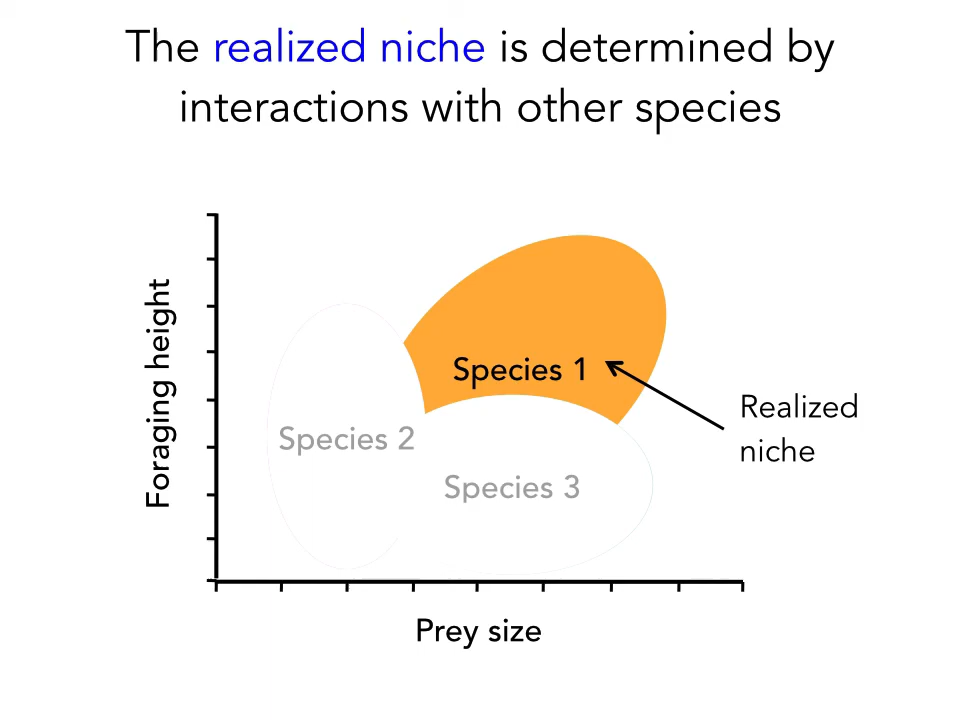 The realized niche is determined by
interactions with other species
Foraging height
Species 1
Realized
niche
Species 2
Species 3
Prey size